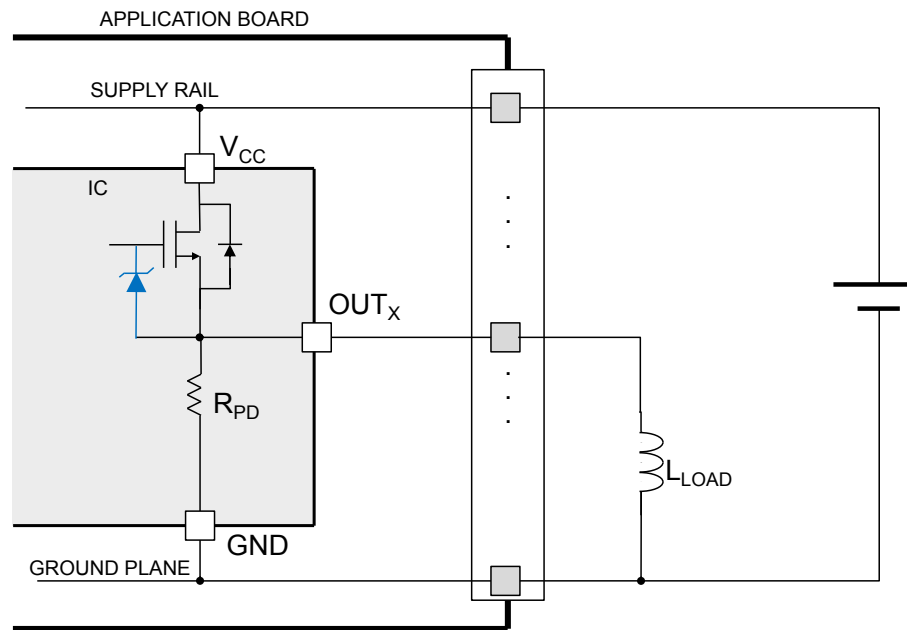 APPLICATION BOARD
SUPPLY RAIL
VCC
IC
OUTX
RPD
LLOAD
GND
GROUND PLANE